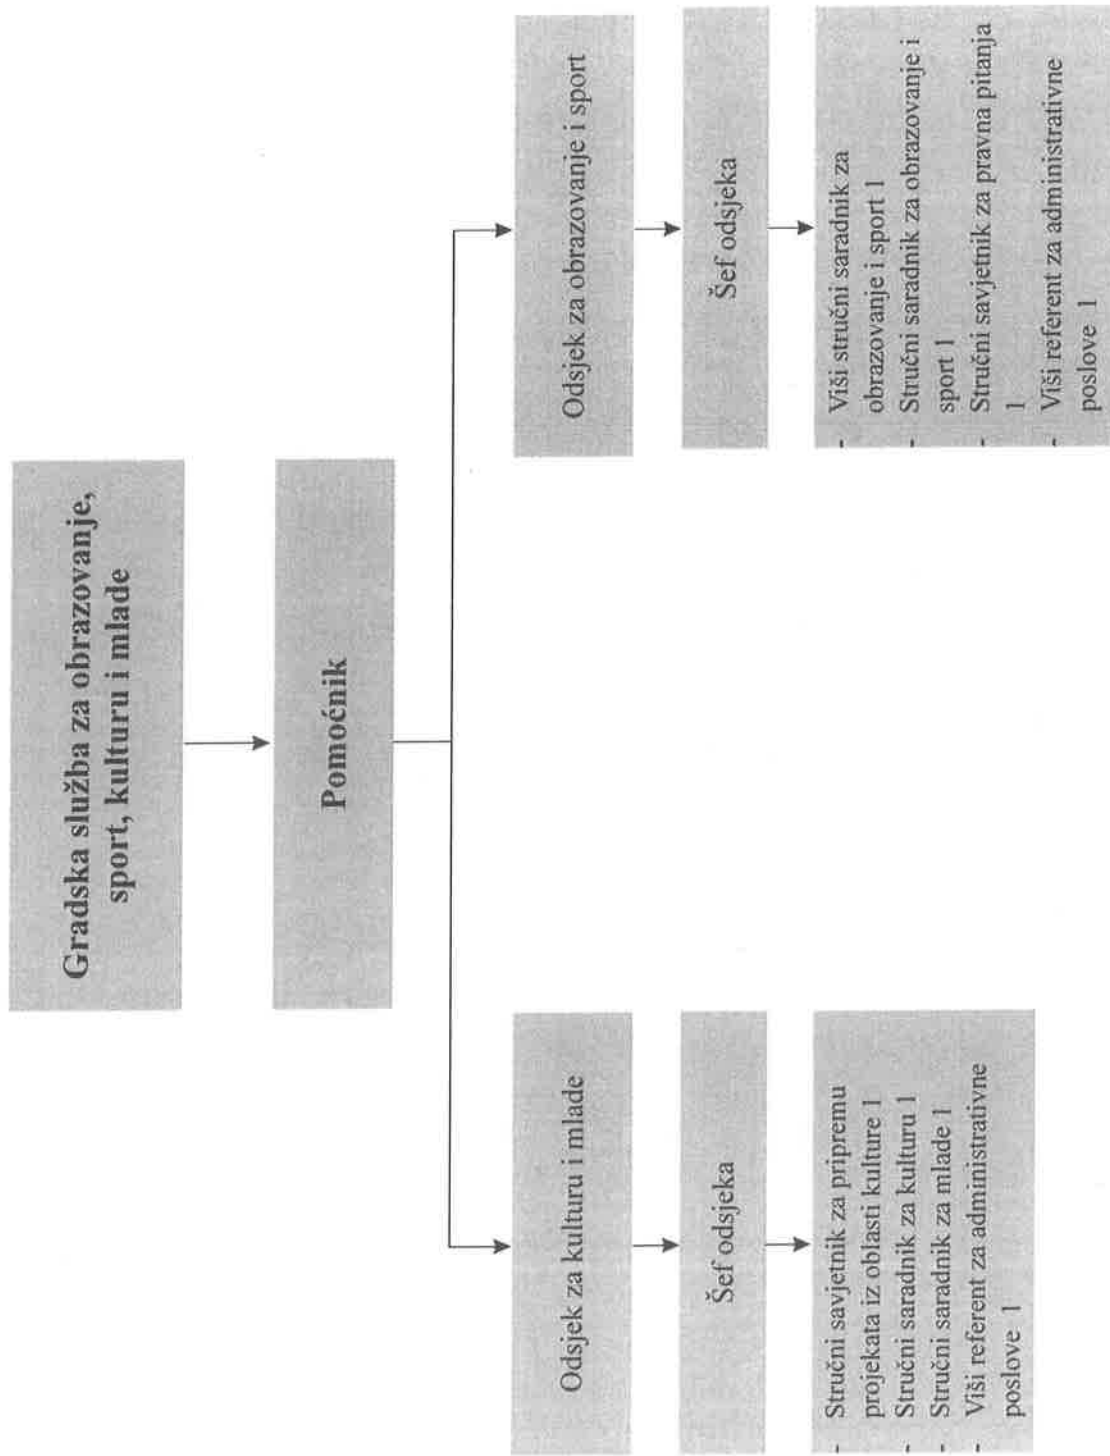 Gradska služba za obrazovanje,
sport, kulturu i mlade
Pomoćnik
Odsjek za kulturu i mlade
Šef odsjeka
- Stručni savjetnik za pripremu
projekata iz oblasti kulture 1
- Stručni saradnik za kulturu 1
- Stručni saradnik za mlade 1
- Viši referent za administrativne
poslove 1
Odsjek za obrazovanje i sport
Šef odsjeka
- Viši stručni saradnik za
obrazovanje i sport 1
- Stručni saradnik za obrazovanje i
sport 1
- Stručni savjetnik za pravna pitanja
1
- Viši referent za administrativne
poslove 1